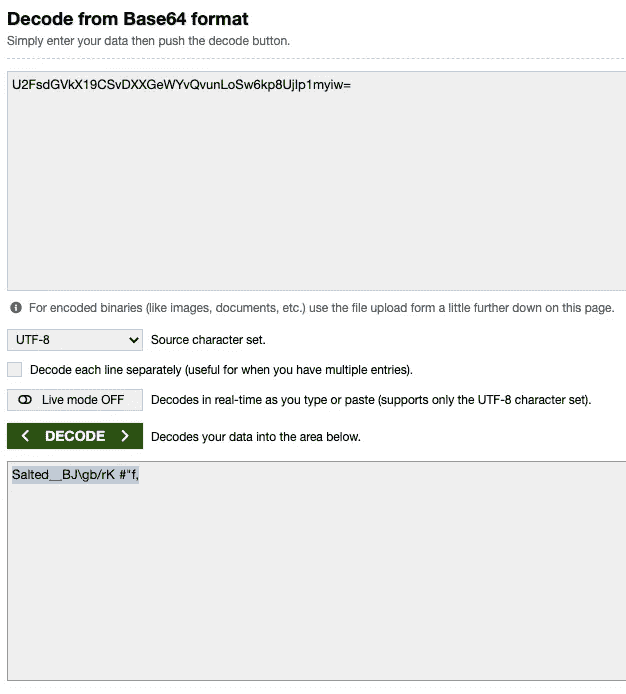 Decode from Base64 format
Simply enter your data then push the decode button.
U2FsdGVkX19CSvDXXGeWYvQvunLoSw6kp8UjIp1myiw=
For encoded binaries (like images, documents, etc.) use the file upload form a little further down on this page.
UTF-8 Source character set.
Decode each line separately (useful for when you have multiple entries).
Live mode OFF Decodes in real-time as you type or paste (supports only the UTF-8 character set).
< DECODE > Decodes your data into the area below.
Salted__BJ\gb/rK #"f,